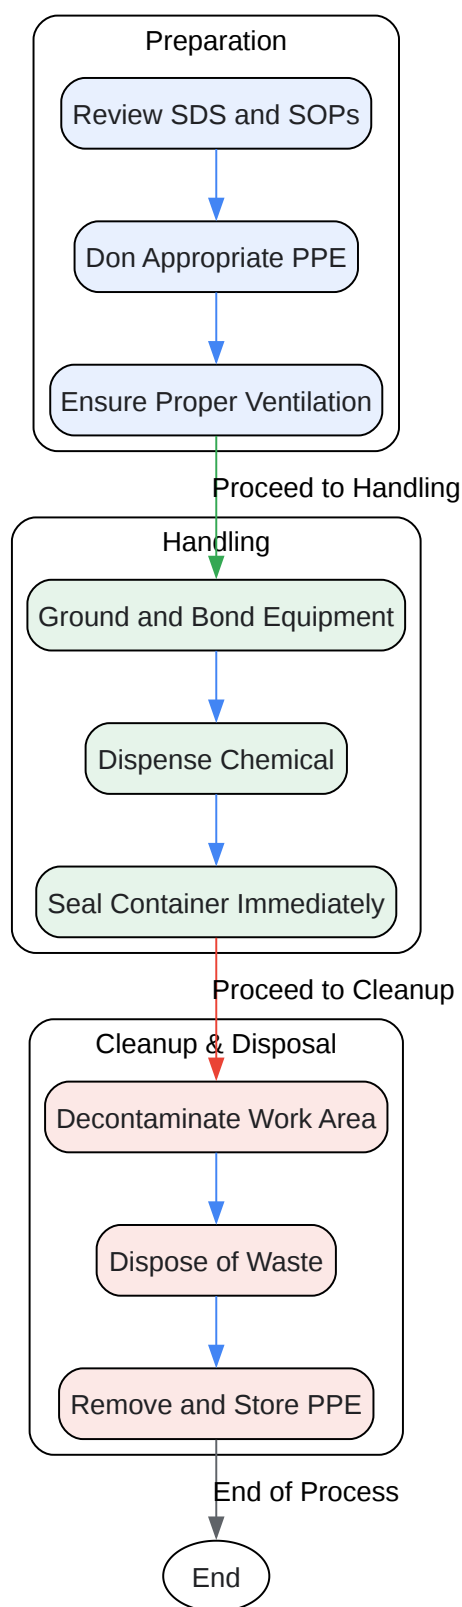 Preparation
Review SDS and SOPs
Don Appropriate PPE
Ensure Proper Ventilation
Proceed to Handling
Handling
Ground and Bond Equipment
Dispense Chemical
Seal Container Immediately
Proceed to Cleanup
Cleanup & Disposal
Decontaminate Work Area
Dispose of Waste
Remove and Store PPE
End of Process
End